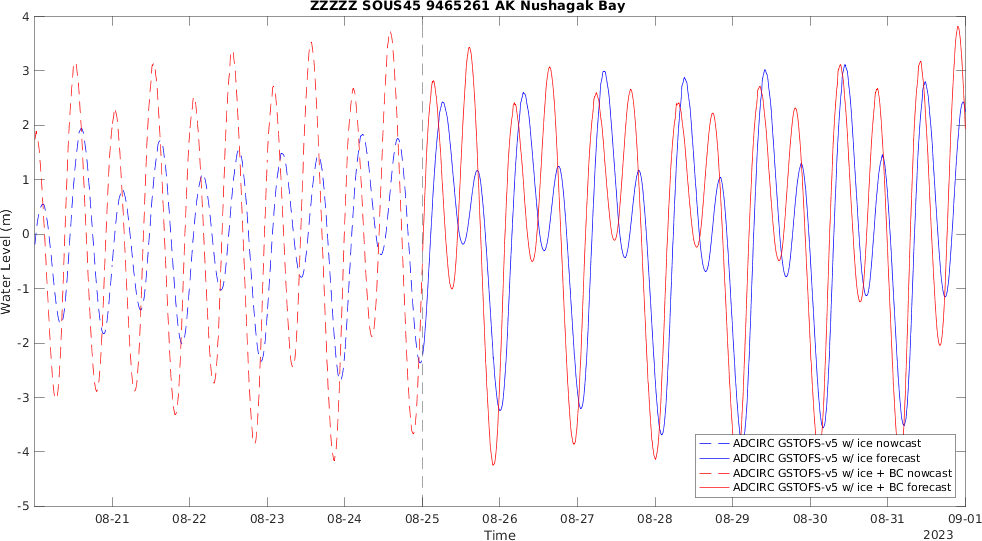 ZZZZZ SOUS45 9465261 AK Nushagak Bay
4
3
2
1
0
-1
-2
-3
-4
-5
Water Level (m)
ADCIRC GSTOFS-v5 w/ ice nowcast
ADCIRC GSTOFS-v5 w/ ice forecast
ADCIRC GSTOFS-v5 w/ ice + BC nowcast
ADCIRC GSTOFS-v5 w/ ice + BC forecast
08-21 08-22 08-23 08-24 08-25 08-26 08-27 08-28 08-29 08-30 08-31 09-01
Time
2023